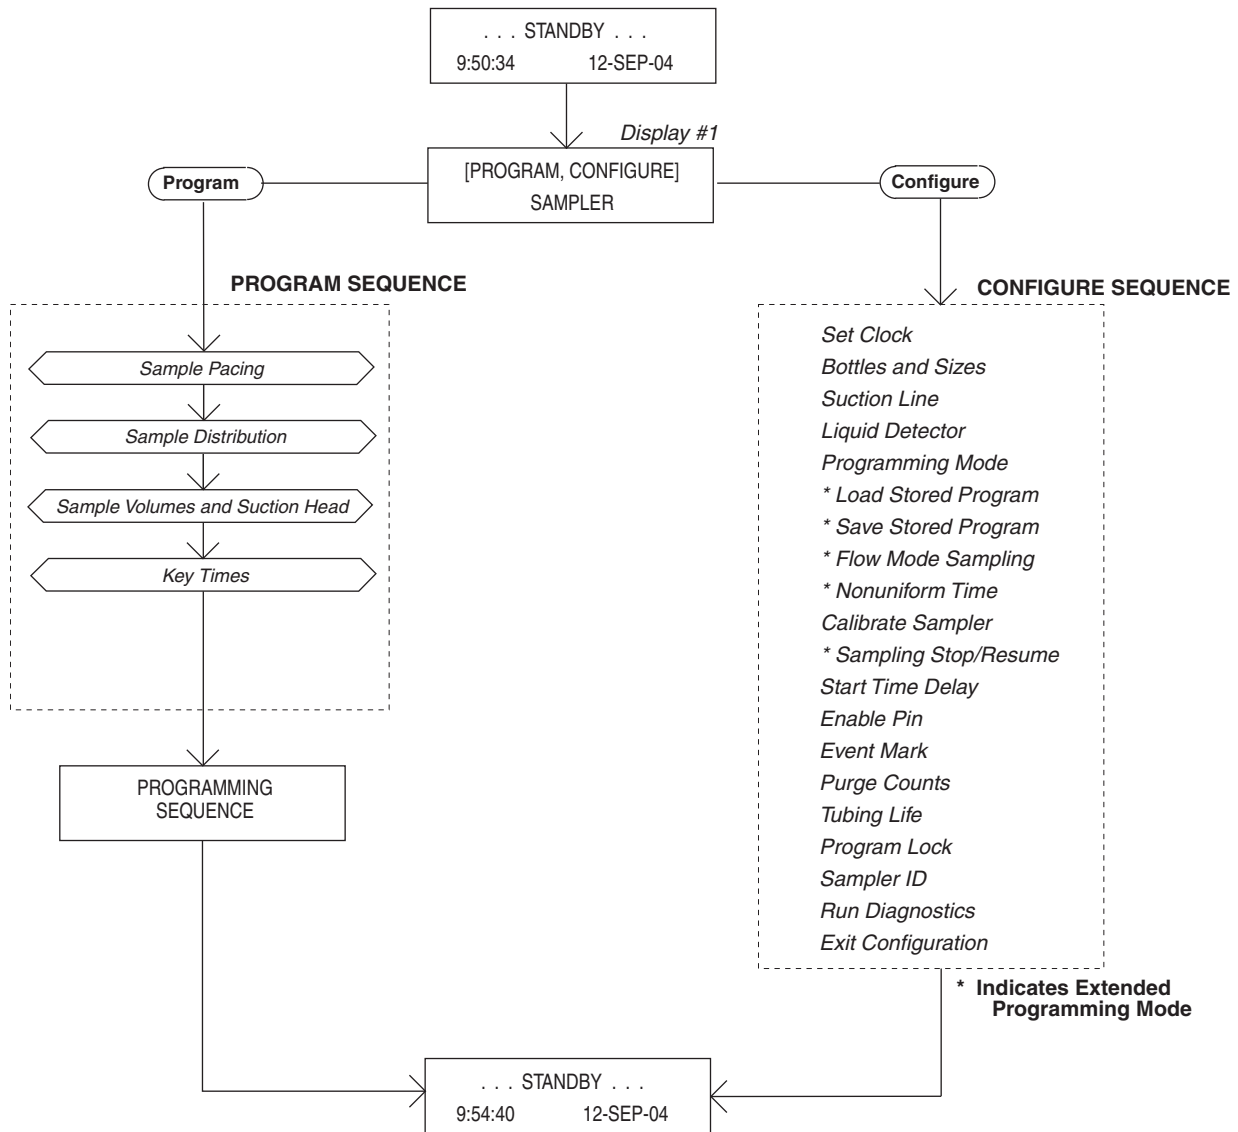 . . . STANDBY . . .
9:50:34 12-SEP-04
Display #1
[PROGRAM, CONFIGURE]
SAMPLER
Program
Configure
PROGRAM SEQUENCE
Sample Pacing
Sample Distribution
Sample Volumes and Suction Head
Key Times
PROGRAMMING
SEQUENCE
CONFIGURE SEQUENCE
Set Clock
Bottles and Sizes
Suction Line
Liquid Detector
Programming Mode
* Load Stored Program
* Save Stored Program
* Flow Mode Sampling
* Nonuniform Time
Calibrate Sampler
* Sampling Stop/Resume
Start Time Delay
Enable Pin
Event Mark
Purge Counts
Tubing Life
Program Lock
Sampler ID
Run Diagnostics
Exit Configuration
* Indicates Extended
Programming Mode
. . . STANDBY . . .
9:54:40 12-SEP-04